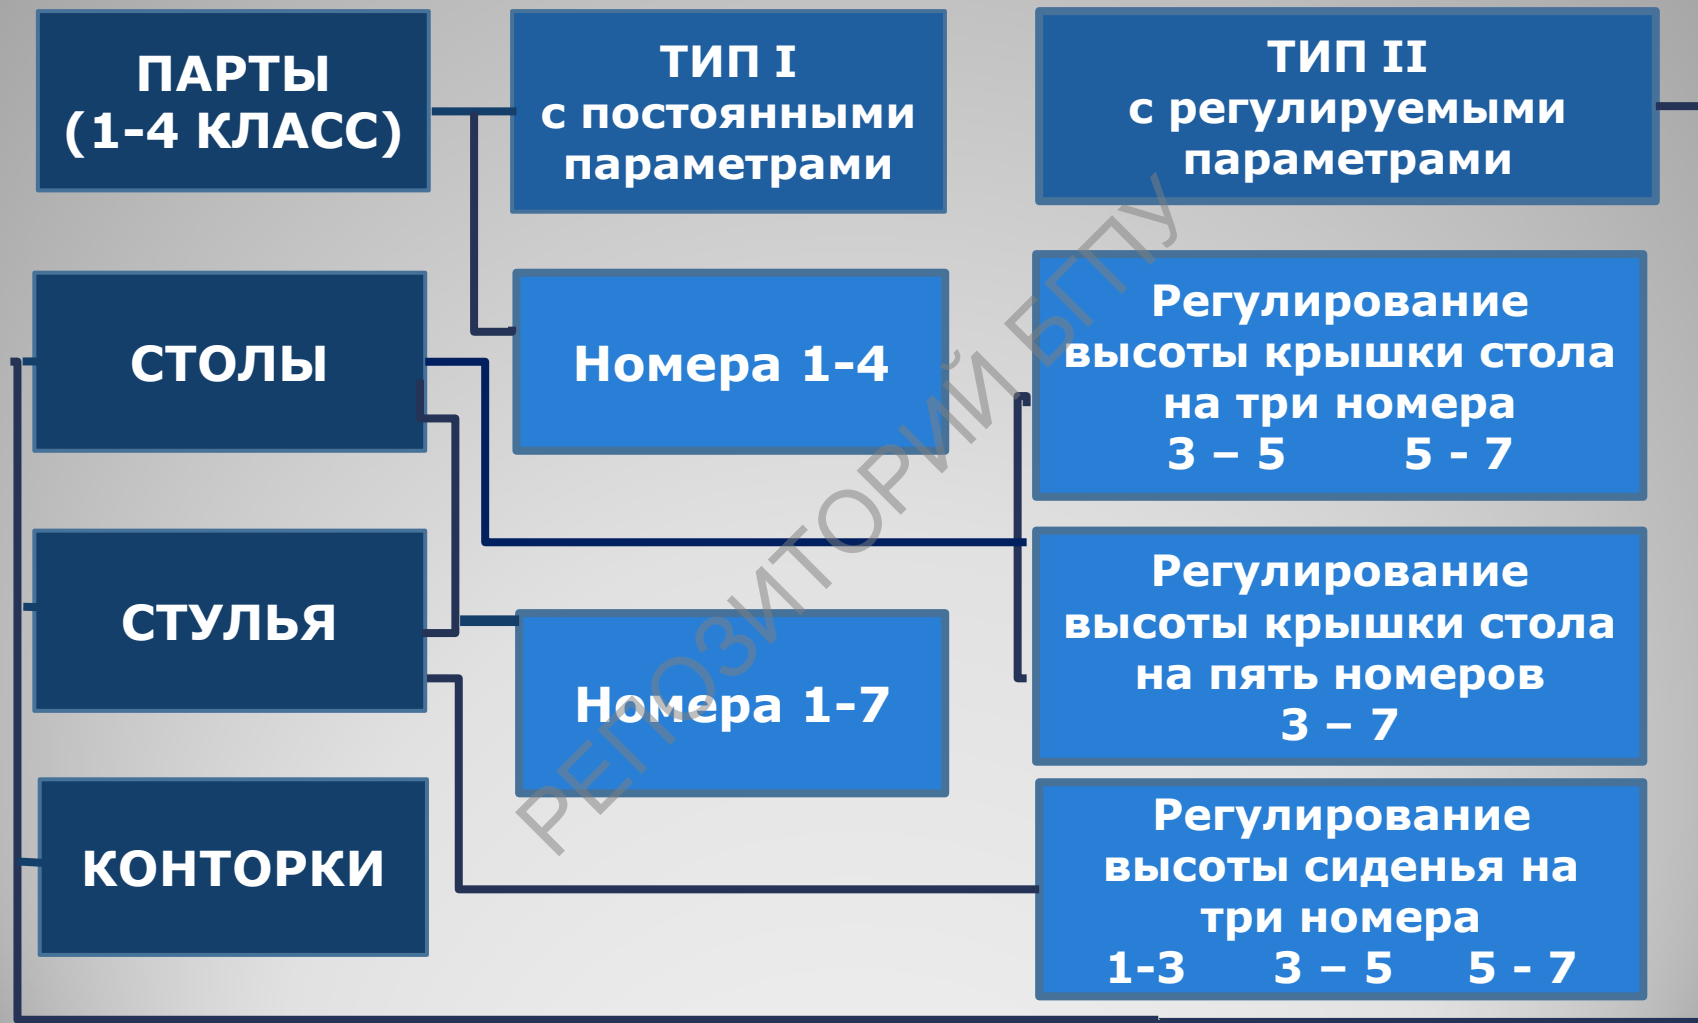 ПАРТЫ
(1-4 КЛАСС)
ТИП I
с постоянными
параметрами
ТИП II
с регулируемыми
параметрами
СТОЛЫ
Номера 1-4
Регулирование
высоты крышки стола
на три номера
3 – 5 5 - 7
СТУЛЬЯ
Номера 1-7
Регулирование
высоты крышки стола
на пять номеров
3 – 7
КОНТОРКИ
Регулирование
высоты сиденья на
три номера
1-3 3 – 5 5 - 7
РЕПОЗИТОРИЙ БГПУ